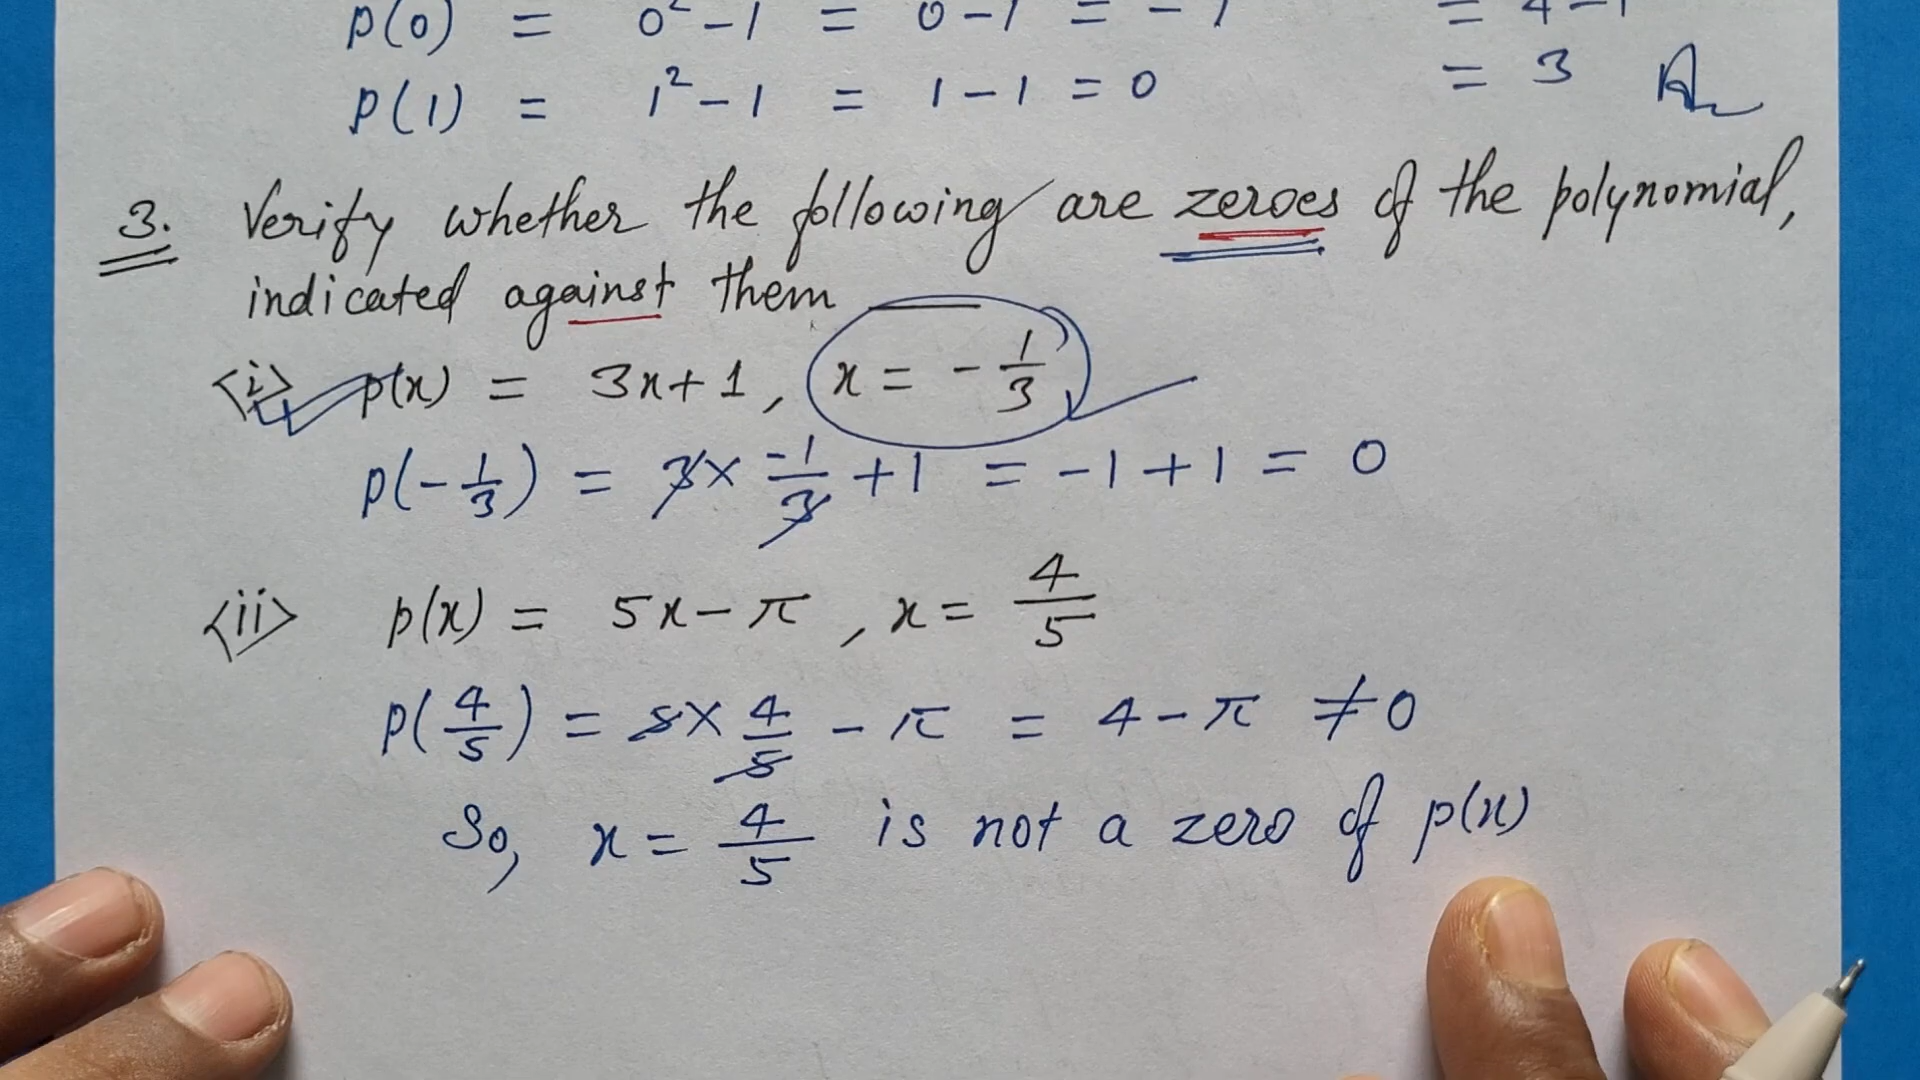 p(0) = 0² – 1 = 0 – 1 = – 1 = 4 – 1
p(1) = 1² – 1 = 1 – 1 = 0 = 3
3. Verify whether the following are zeroes of the polynomial,
indicated against them —
<i> p(x) = 3x + 1, x = – 1/3
p(– 1/3) = 3 × –1/3 + 1 = – 1 + 1 = 0
<ii> p(x) = 5x – π, x = 4/5
p(4/5) = 5 × 4/5 – π = 4 – π ≠ 0
So, x = 4/5 is not a zero of p(x)